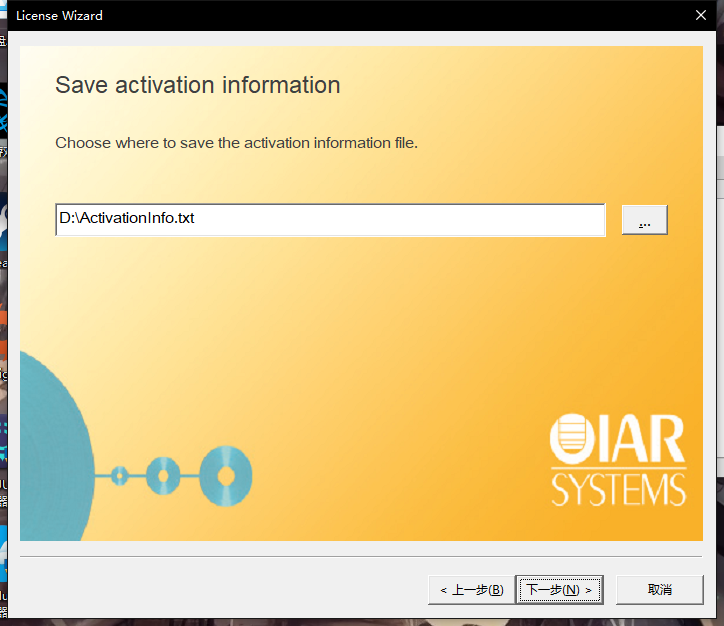 License Wizard
Save activation information
Choose where to save the activation information file.
D:\ActivationInfo.txt
...
IAR
SYSTEMS
< 上一步(B)
下一步(N) >
取消